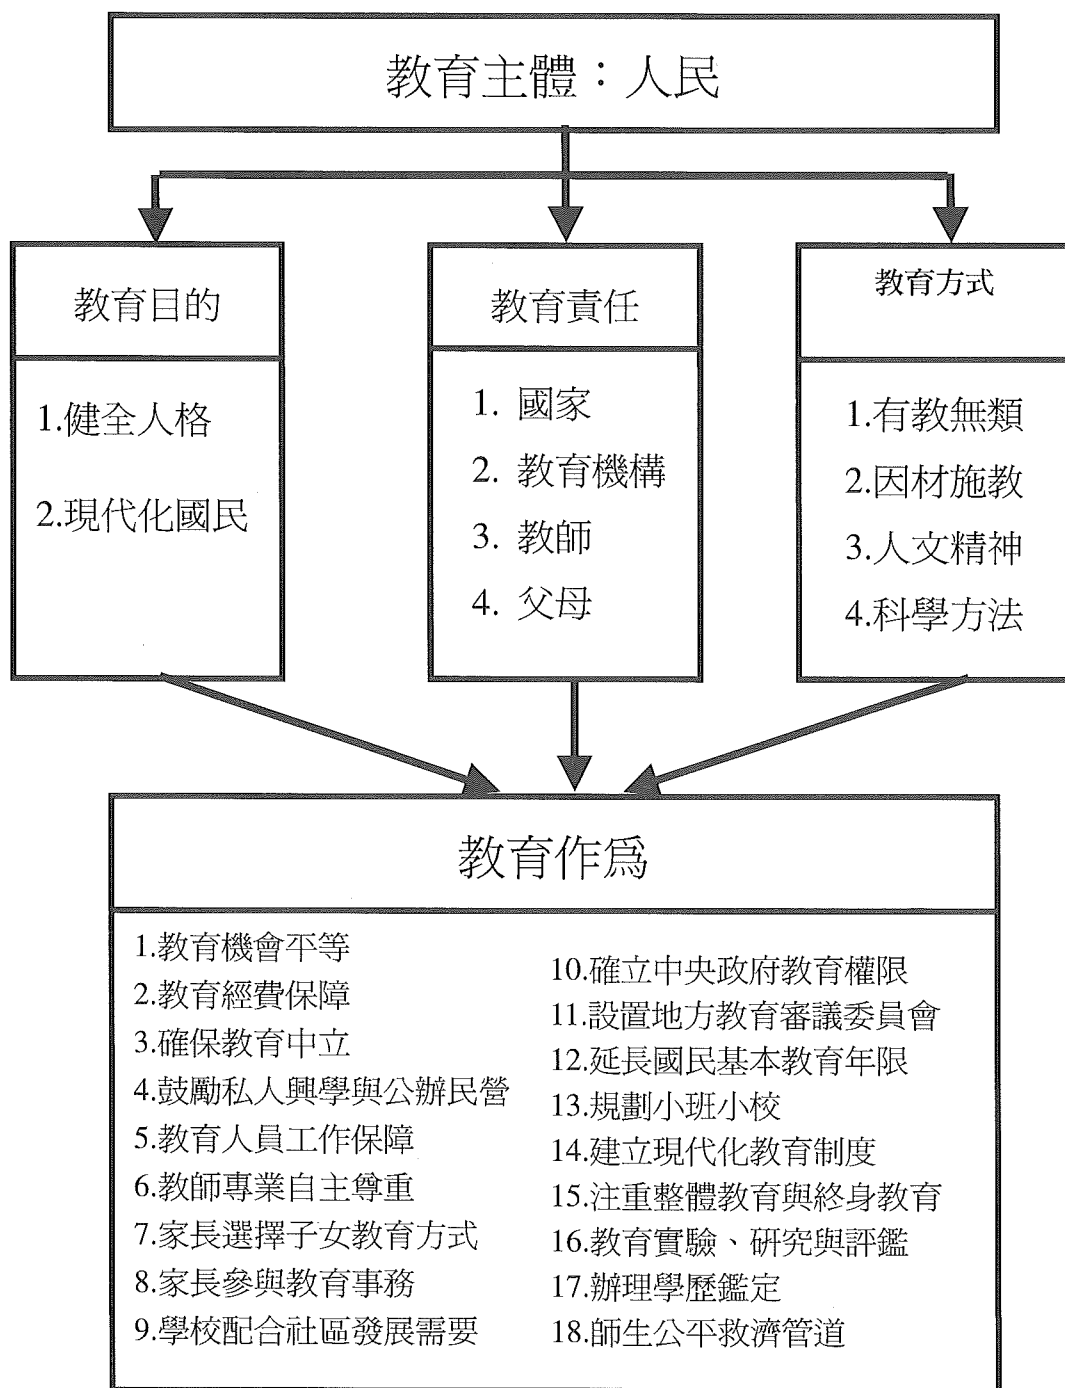 教育主體：人民
教育目的
1.健全人格
2.現代化國民
教育責任
1. 國家
2. 教育機構
3. 教師
4. 父母
教育方式
1.有教無類
2.因材施教
3.人文精神
4.科學方法
教育作為
1.教育機會平等
2.教育經費保障
3.確保教育中立
4.鼓勵私人興學與公辦民營
5.教育人員工作保障
6.教師專業自主尊重
7.家長選擇子女教育方式
8.家長參與教育事務
9.學校配合社區發展需要
10.確立中央政府教育權限
11.設置地方教育審議委員會
12.延長國民基本教育年限
13.規劃小班小校
14.建立現代化教育制度
15.注重整體教育與終身教育
16.教育實驗、研究與評鑑
17.辦理學歷鑑定
18.師生公平救濟管道